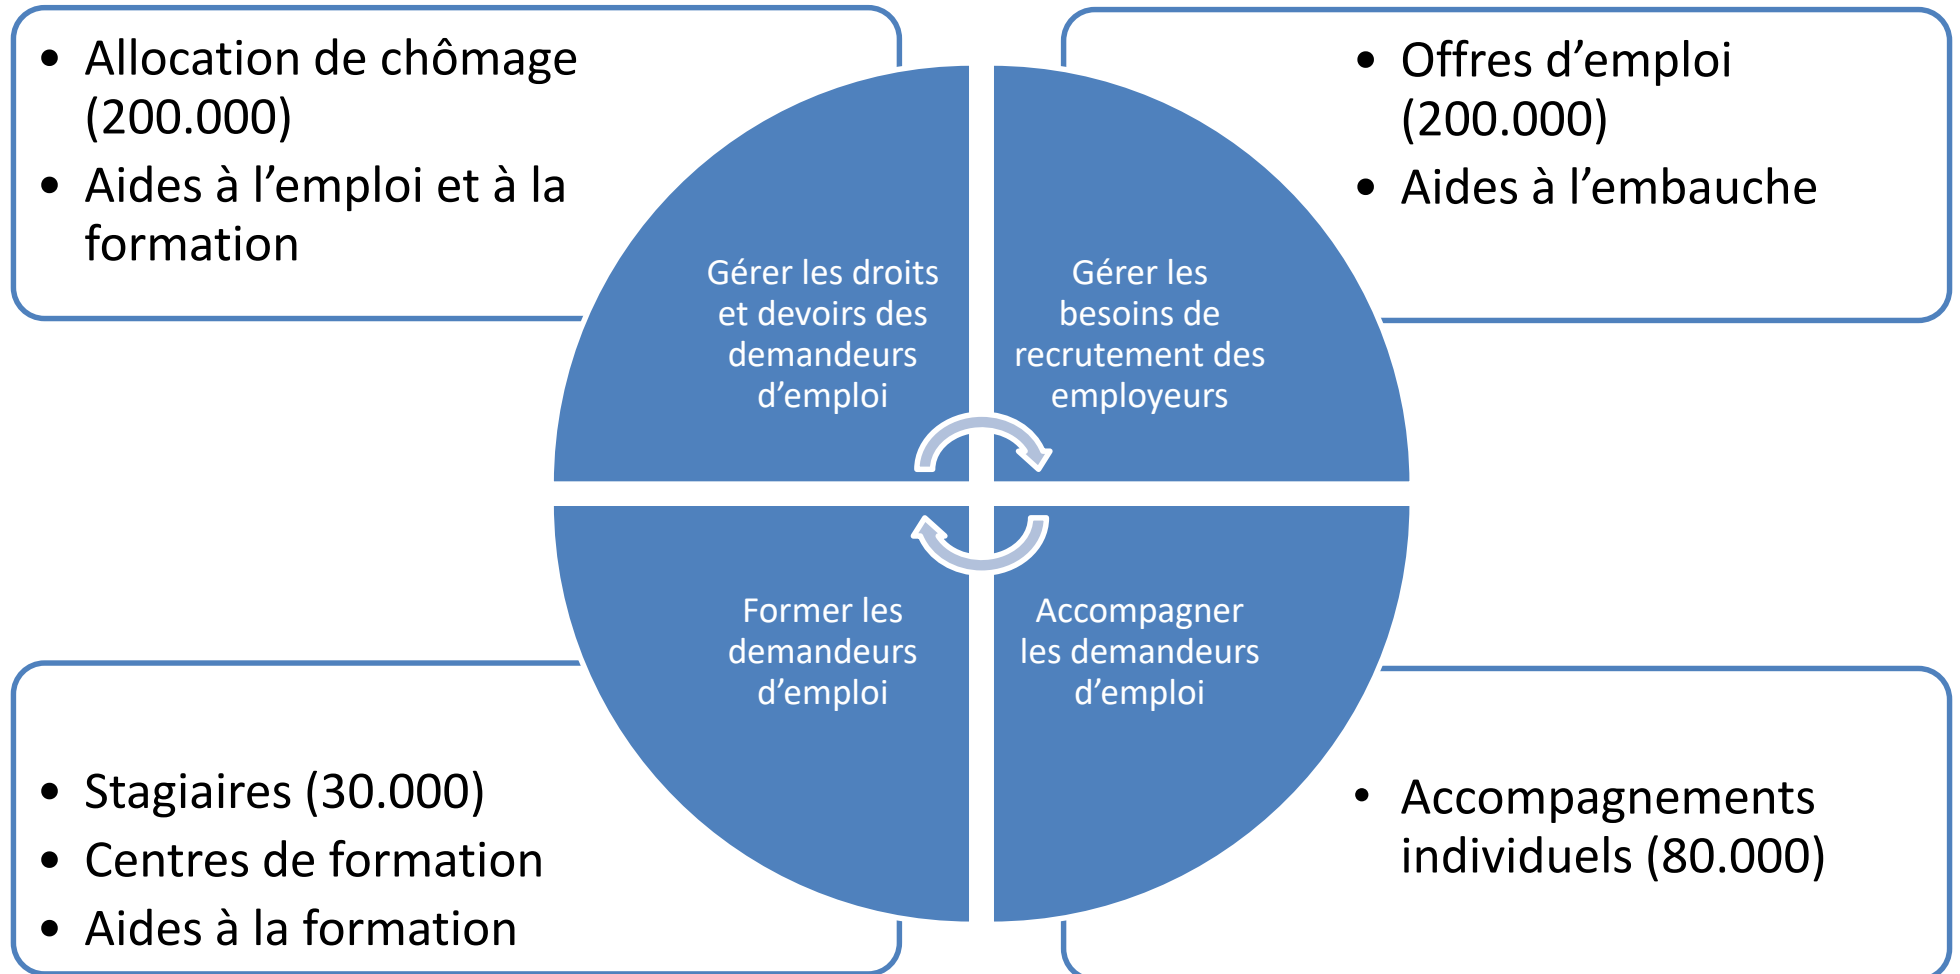 • Allocation de chômage
(200.000)
• Aides à l’emploi et à la
formation
• Offres d’emploi
(200.000)
• Aides à l’embauche
Gérer les droits
et devoirs des
demandeurs
d’emploi
Gérer les
besoins de
recrutement des
employeurs
Former les
demandeurs
d’emploi
Accompagner
les demandeurs
d’emploi
• Stagiaires (30.000)
• Centres de formation
• Aides à la formation
• Accompagnements
individuels (80.000)